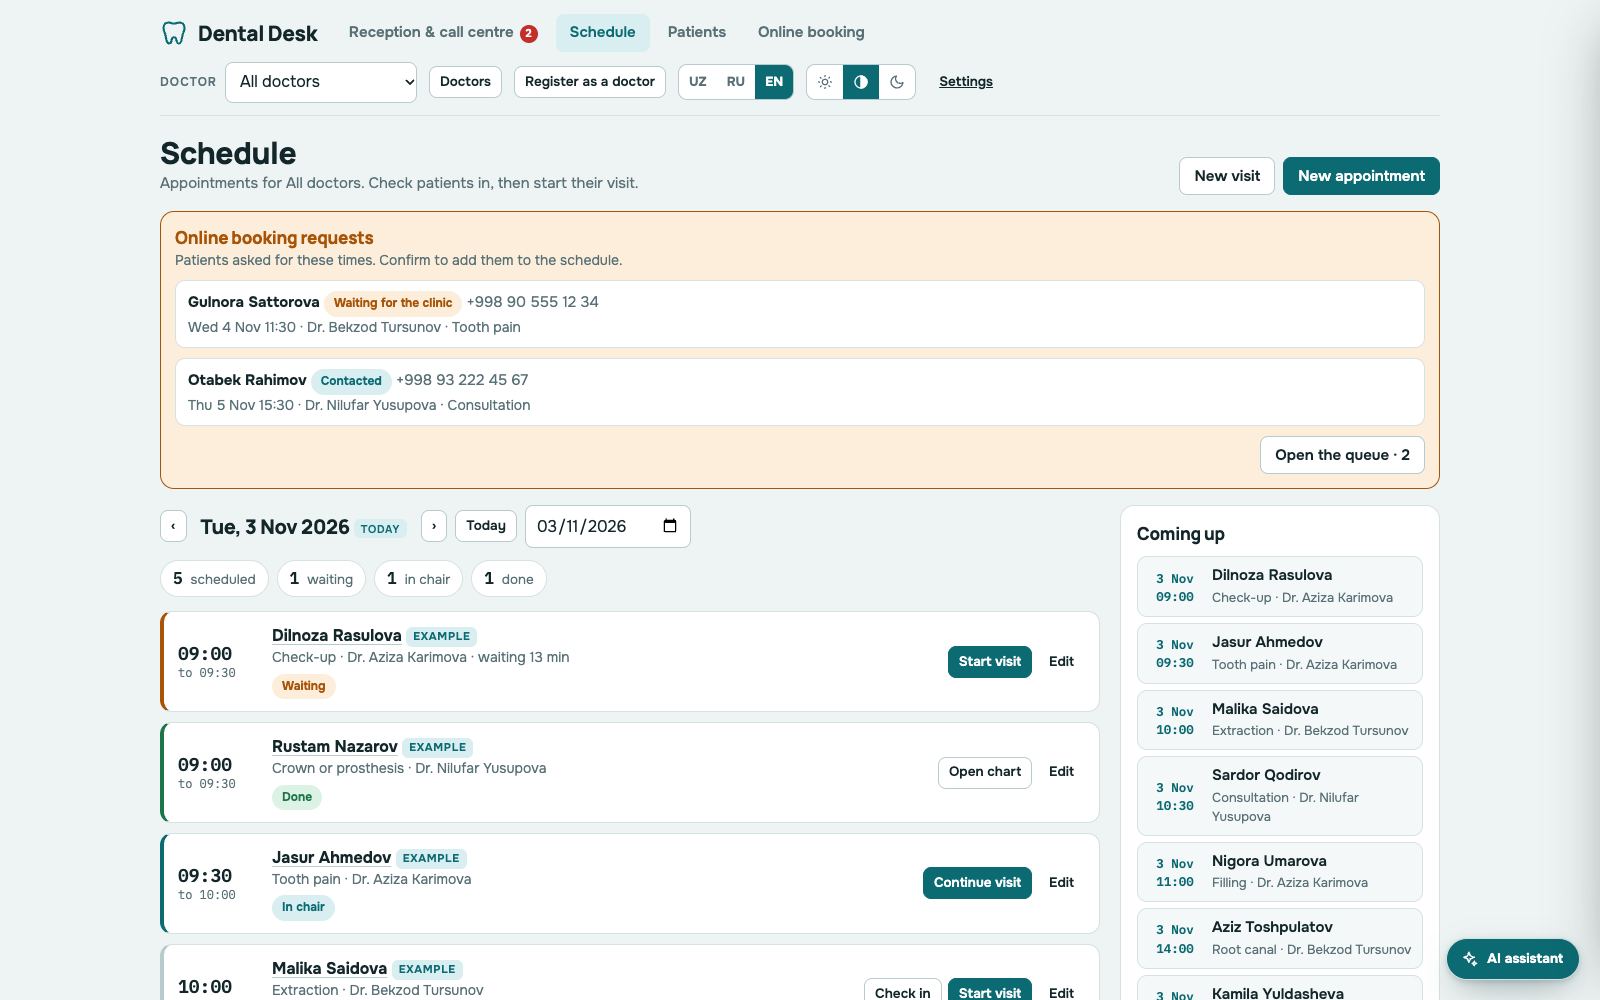 Dental Desk
Reception & call centre 2
Schedule
Patients
Online booking
DOCTOR
All doctors
Doctors
Register as a doctor
UZ RU EN
Settings
Schedule
Appointments for All doctors. Check patients in, then start their visit.
New visit
New appointment
Online booking requests
Patients asked for these times. Confirm to add them to the schedule.
Gulnora Sattorova Waiting for the clinic +998 90 555 12 34
Wed 4 Nov 11:30 · Dr. Bekzod Tursunov · Tooth pain
Otabek Rahimov Contacted +998 93 222 45 67
Thu 5 Nov 15:30 · Dr. Nilufar Yusupova · Consultation
Open the queue · 2
‹ Tue, 3 Nov 2026 TODAY › Today 03/11/2026
5 scheduled 1 waiting 1 in chair 1 done
09:00
to 09:30
Dilnoza Rasulova EXAMPLE
Check-up · Dr. Aziza Karimova · waiting 13 min
Waiting
Start visit Edit
09:00
to 09:30
Rustam Nazarov EXAMPLE
Crown or prosthesis · Dr. Nilufar Yusupova
Done
Open chart Edit
09:30
to 10:00
Jasur Ahmedov EXAMPLE
Tooth pain · Dr. Aziza Karimova
In chair
Continue visit Edit
10:00
Malika Saidova EXAMPLE
Extraction · Dr. Bekzod Tursunov
Check in Start visit Edit
Coming up
3 Nov
09:00
Dilnoza Rasulova
Check-up · Dr. Aziza Karimova
3 Nov
09:30
Jasur Ahmedov
Tooth pain · Dr. Aziza Karimova
3 Nov
10:00
Malika Saidova
Extraction · Dr. Bekzod Tursunov
3 Nov
10:30
Sardor Qodirov
Consultation · Dr. Nilufar
Yusupova
3 Nov
11:00
Nigora Umarova
Filling · Dr. Aziza Karimova
3 Nov
14:00
Aziz Toshpulatov
Root canal · Dr. Bekzod Tursunov
3 Nov
Kamila Yuldasheva
AI assistant